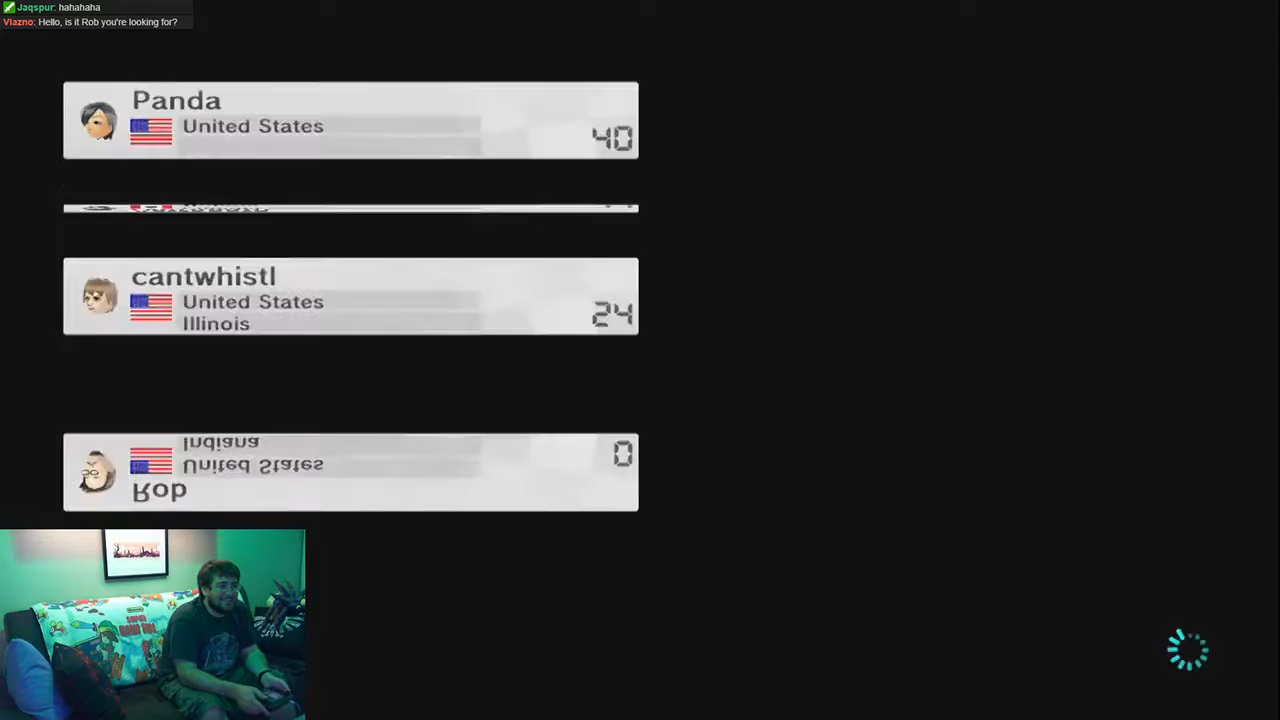 Jaqspur: hahahaha
Vlazno: Hello, is it Rob you're looking for?
Panda
United States
40
cantwhistl
United States
Illinois
24
Indiana
0
United States
Rob